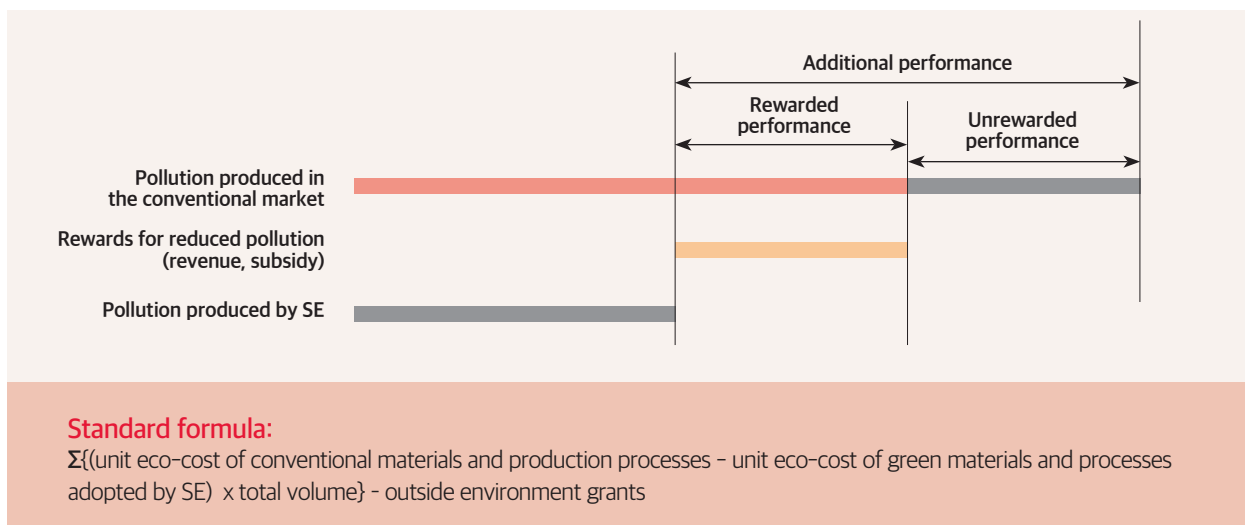 Additional performance
Rewarded
performance
Unrewarded
performance
Pollution produced in
the conventional market
Rewards for reduced pollution
(revenue, subsidy)
Pollution produced by SE
Standard formula:
Σ{(unit eco-cost of conventional materials and production processes - unit eco-cost of green materials and processes
adopted by SE) x total volume} - outside environment grants